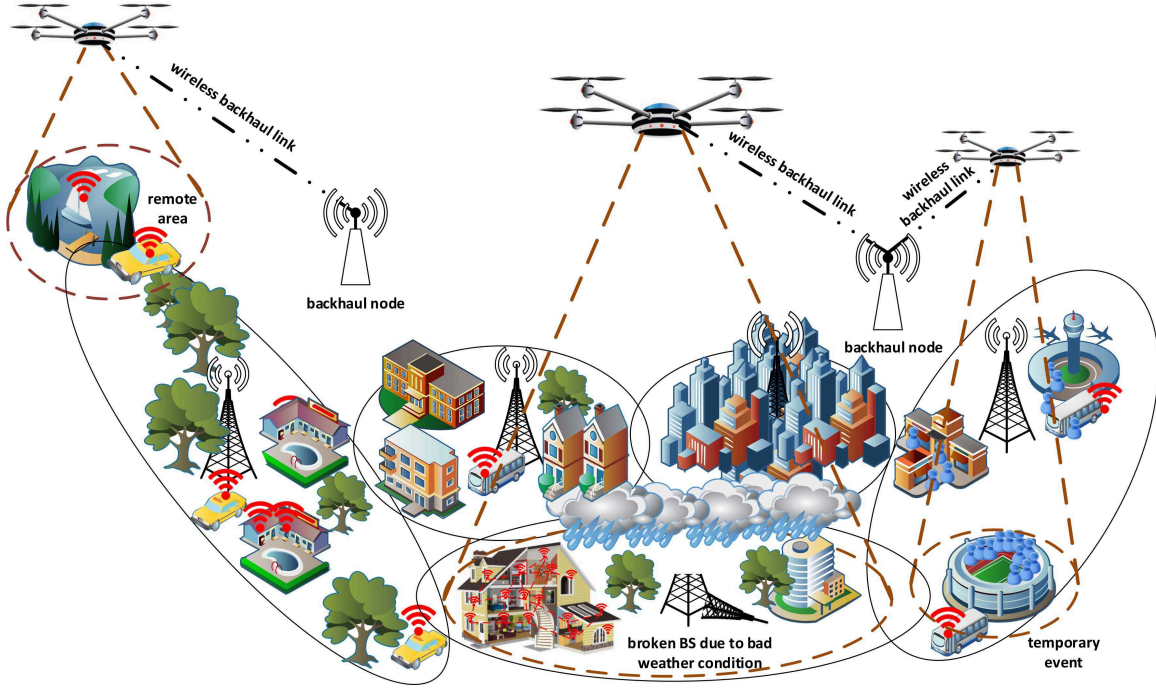 wireless backhaul link
wireless backhaul link
wireless
backhaul link
remote
area
backhaul node
backhaul node
broken BS due to bad
weather condition
temporary
event